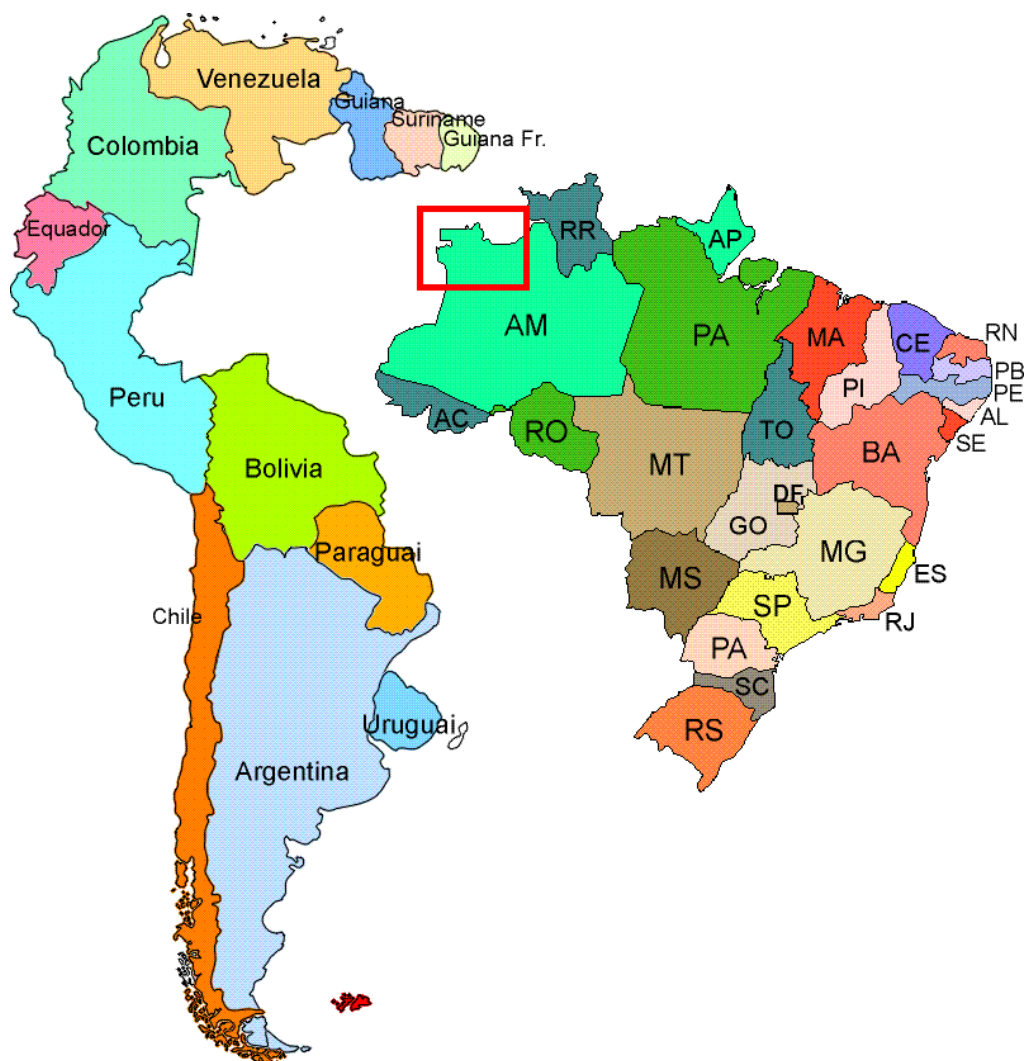 Venezuela
Guiana
Suriname
Guiana Fr.
Colombia
Equador
Peru
Bolivia
Paraguai
Chile
Uruguai
Argentina
RR
AP
AM
PA
MA
CE
RN
PI
PB
PE
AL
AC
RO
TO
SE
MT
BA
DF
GO
MG
MS
ES
SP
RJ
PA
SC
RS